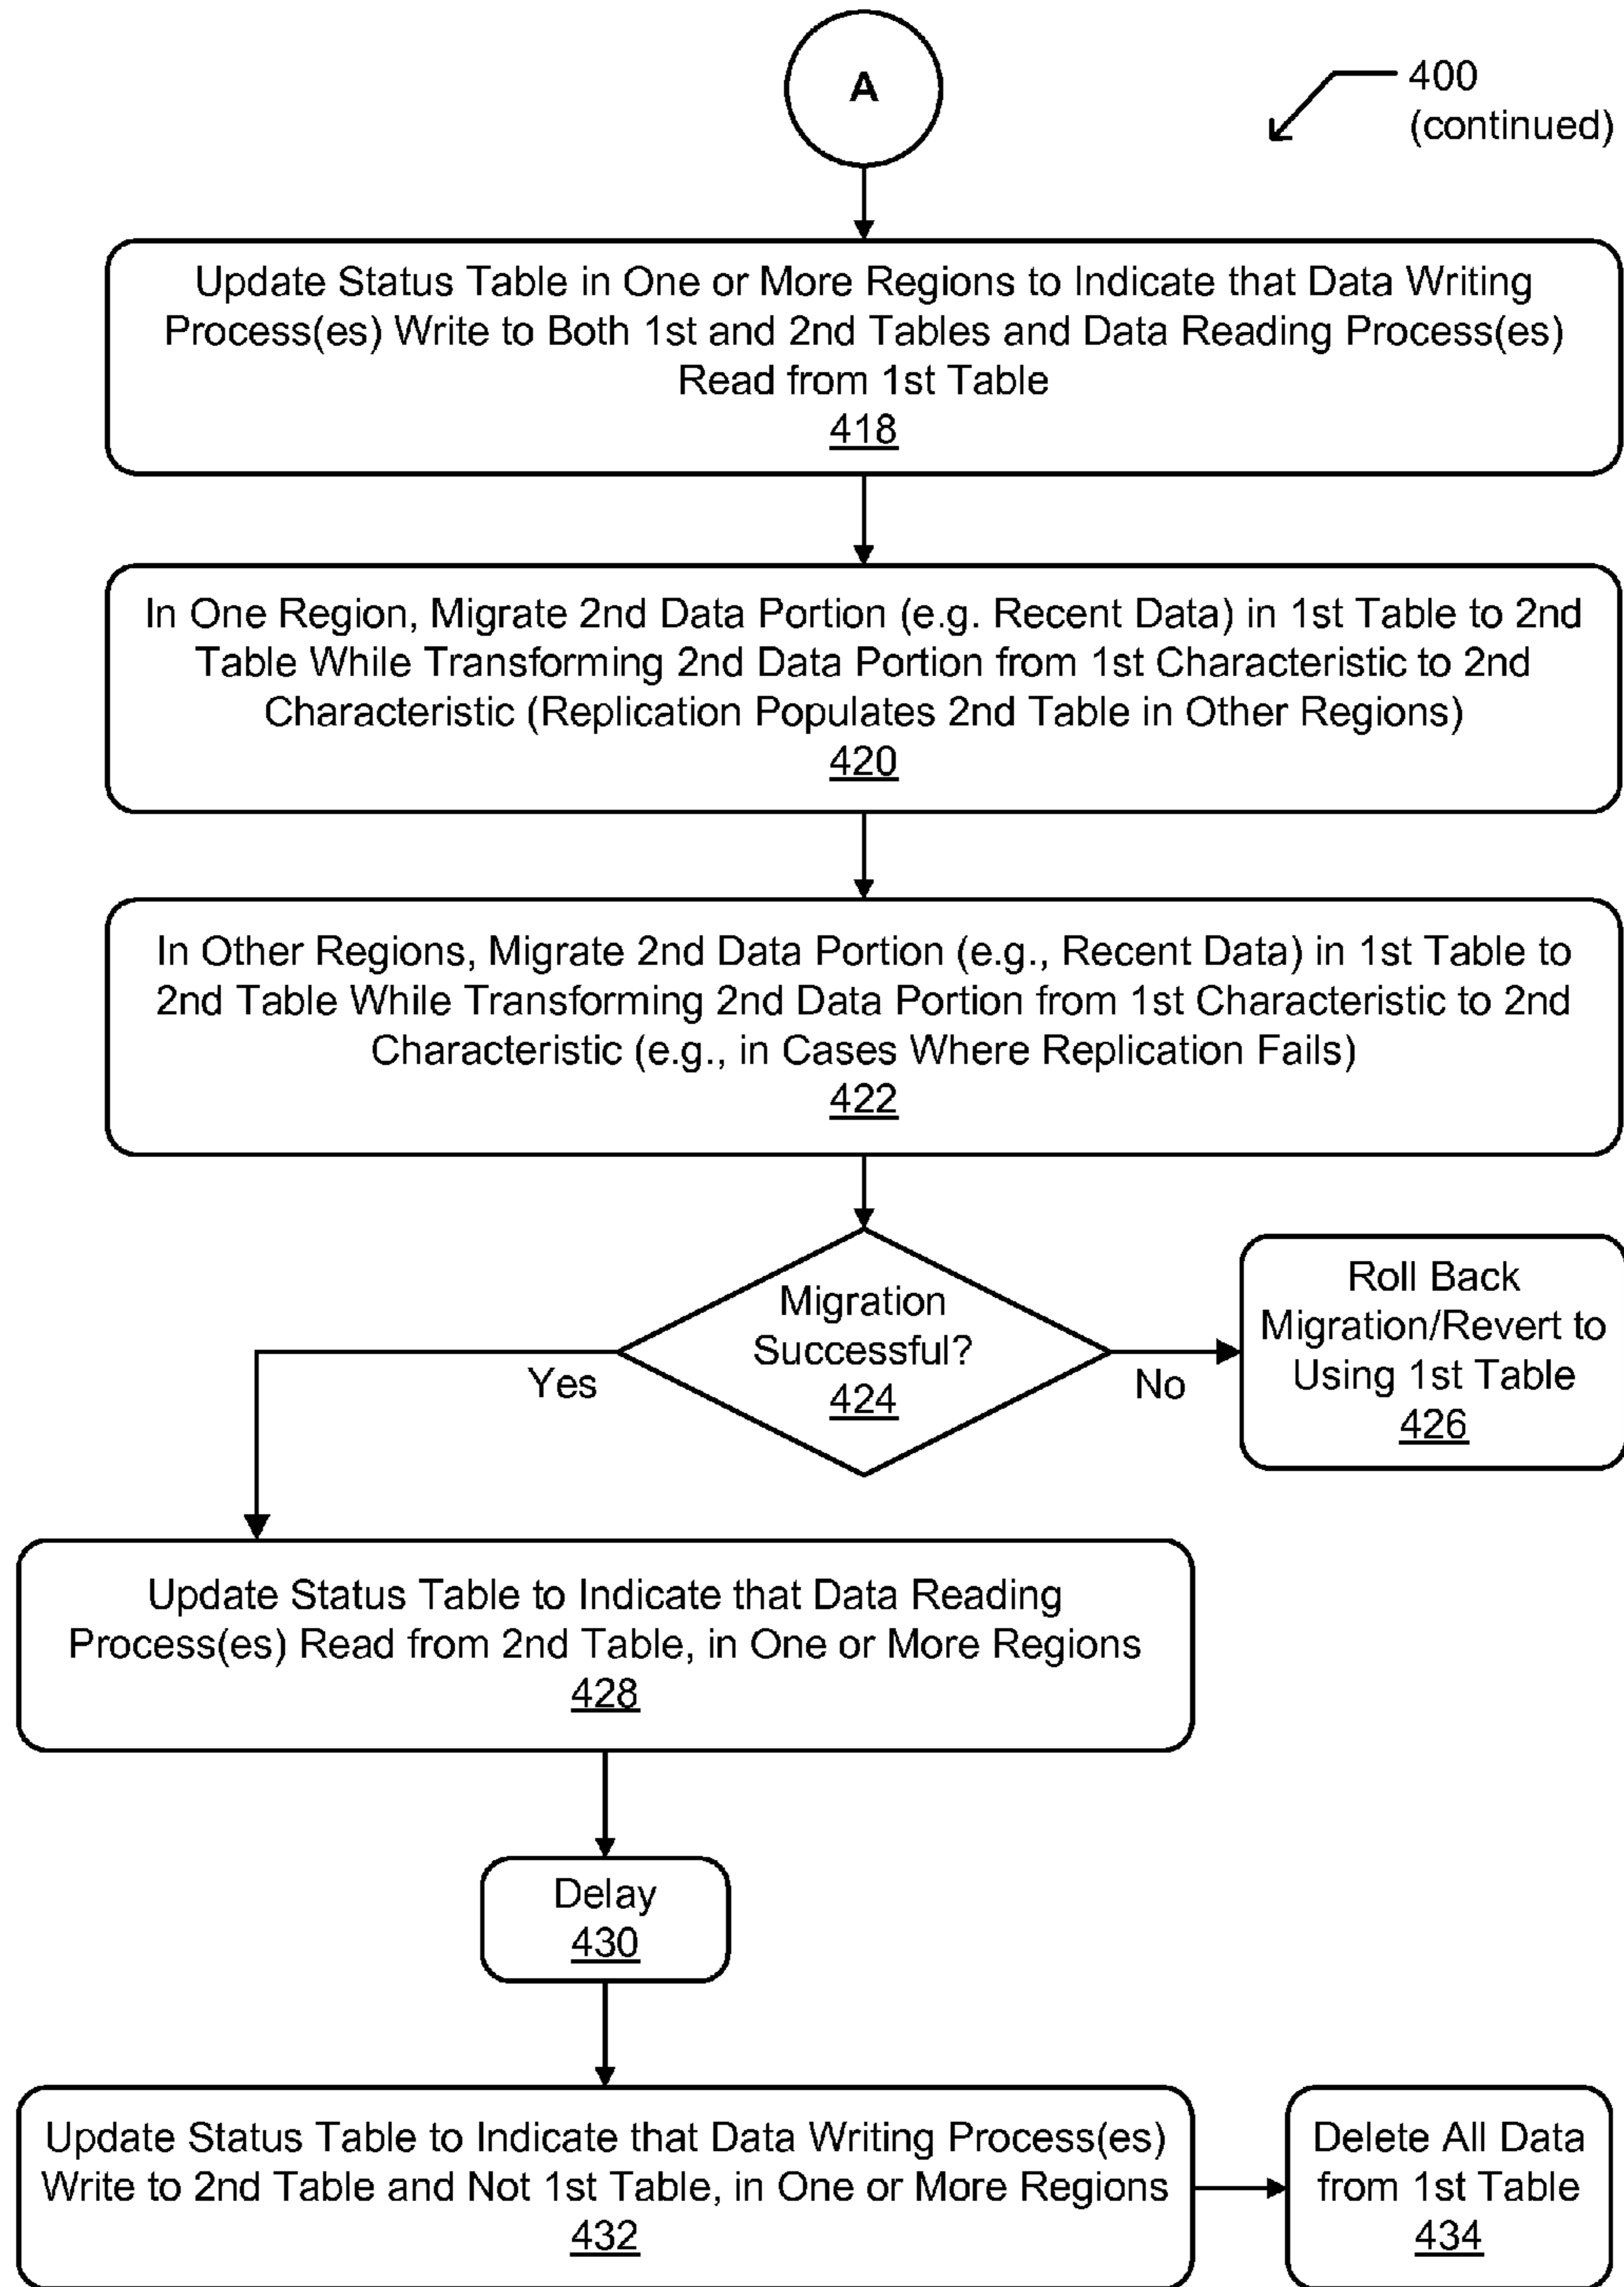 A
400
(continued)
Update Status Table in One or More Regions to Indicate that Data Writing
Process(es) Write to Both 1st and 2nd Tables and Data Reading Process(es)
Read from 1st Table
418
In One Region, Migrate 2nd Data Portion (e.g. Recent Data) in 1st Table to 2nd
Table While Transforming 2nd Data Portion from 1st Characteristic to 2nd
Characteristic (Replication Populates 2nd Table in Other Regions)
420
In Other Regions, Migrate 2nd Data Portion (e.g., Recent Data) in 1st Table to
2nd Table While Transforming 2nd Data Portion from 1st Characteristic to 2nd
Characteristic (e.g., in Cases Where Replication Fails)
422
Migration
Successful?
424
Yes
No
Roll Back
Migration/Revert to
Using 1st Table
426
Update Status Table to Indicate that Data Reading
Process(es) Read from 2nd Table, in One or More Regions
428
Delay
430
Update Status Table to Indicate that Data Writing Process(es)
Write to 2nd Table and Not 1st Table, in One or More Regions
432
Delete All Data
from 1st Table
434